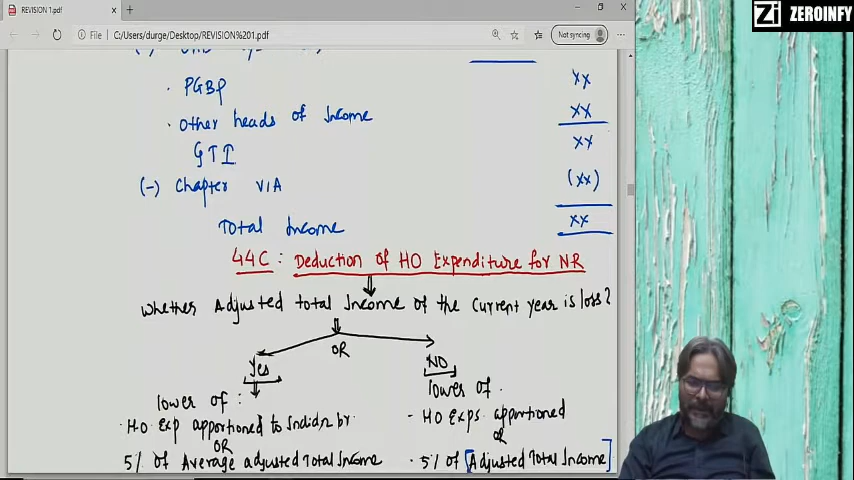 REVISION 1.pdf
ZEROINFY
File | C:/Users/durge/Desktop/REVISION%201.pdf
Not syncing
• PGBP xx
• Other heads of Income xx
GTI xx
(-) Chapter VIA (xx)
Total Income xx
44C : Deduction of HO Expenditure for NR
Whether Adjusted total Income of the Current year is loss?
OR
Yes
NO
lower of :
lower of .
• HO Exp apportioned to Indian br
- HO Exps apportioned
OR
OR
5% of Average adjusted Total Income
• 5% of [Adjusted Total Income]